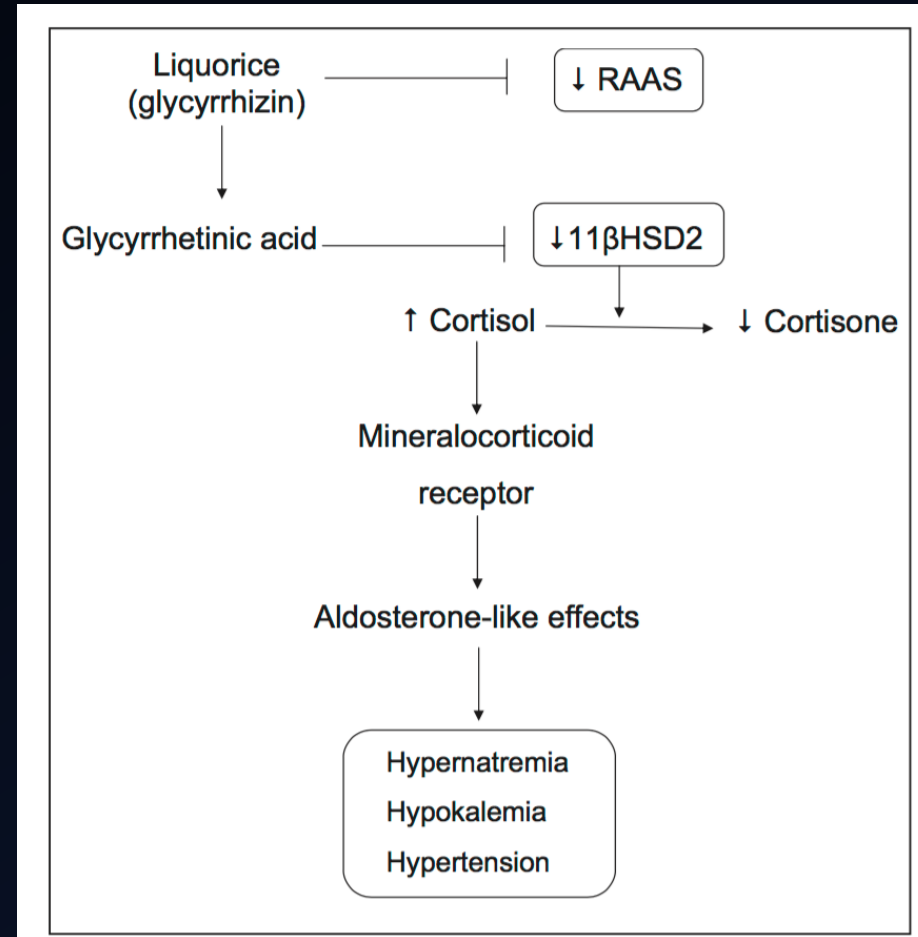 Liquorice
(glycyrrhizin)
↓ RAAS
Glycyrrhetinic acid
↓11βHSD2
↑ Cortisol
↓ Cortisone
Mineralocorticoid
receptor
Aldosterone-like effects
Hypernatremia
Hypokalemia
Hypertension